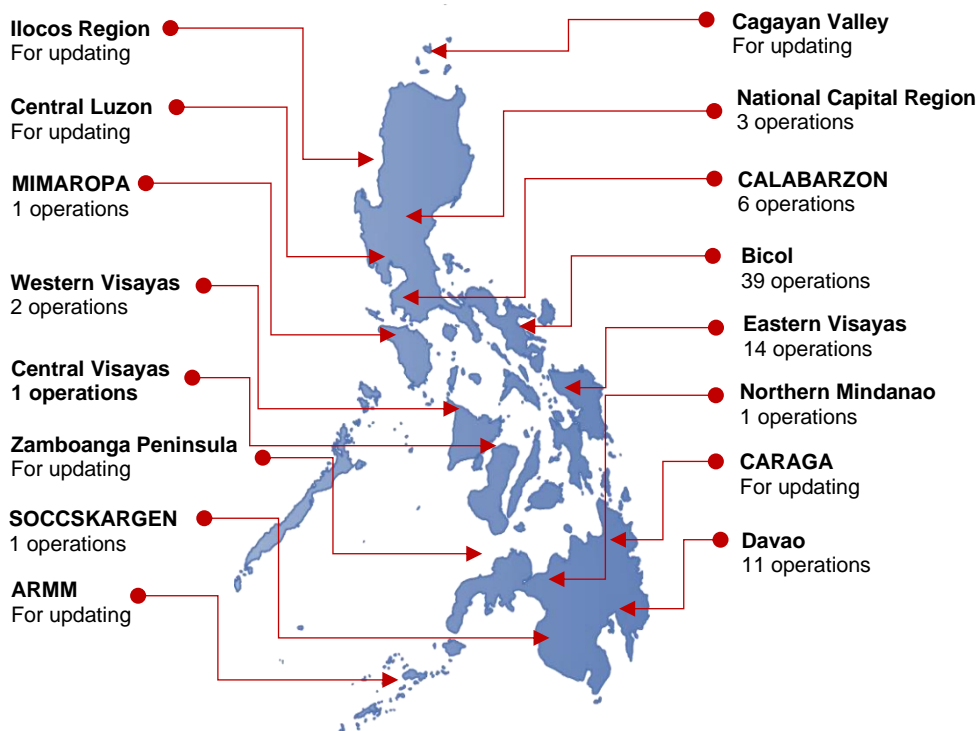 Ilocos Region
For updating
Central Luzon
For updating
MIMAROPA
1 operations
Western Visayas
2 operations
Central Visayas
1 operations
Zamboanga Peninsula
For updating
SOCCSKARGEN
1 operations
ARMM
For updating
Cagayan Valley
For updating
National Capital Region
3 operations
CALABARZON
6 operations
Bicol
39 operations
Eastern Visayas
14 operations
Northern Mindanao
1 operations
CARAGA
For updating
Davao
11 operations